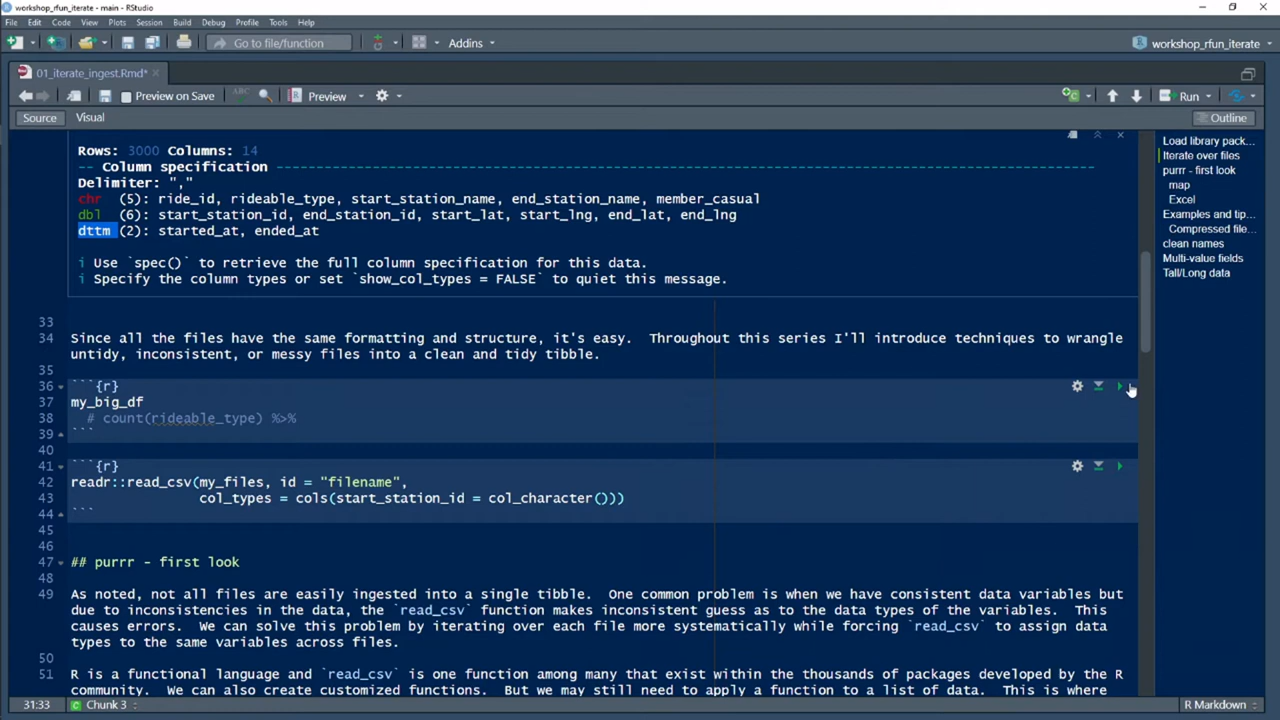 workshop_rfun_iterate - main - RStudio
File Edit Code View Plots Session Build Debug Profile Tools Help
Go to file/function Addins workshop_rfun_iterate
01_iterate_ingest.Rmd*
ABC Preview on Save Preview Run
Source Visual Outline
Rows: 3000 Columns: 14
-- Column specification --------------------------------------------------------
Delimiter: ","
chr (5): ride_id, rideable_type, start_station_name, end_station_name, member_casual
dbl (6): start_station_id, end_station_id, start_lat, start_lng, end_lat, end_lng
dttm (2): started_at, ended_at
i Use `spec()` to retrieve the full column specification for this data.
i Specify the column types or set `show_col_types = FALSE` to quiet this message.
33
34 Since all the files have the same formatting and structure, it's easy. Throughout this series I'll introduce techniques to wrangle
untidy, inconsistent, or messy files into a clean and tidy tibble.
35
36 ```{r}
37 my_big_df
38 # count(rideable_type) %>%
39 ```
40
41 ```{r}
42 readr::read_csv(my_files, id = "filename",
43 col_types = cols(start_station_id = col_character()))
44 ```
45
46
47 ## purrr - first look
48
49 As noted, not all files are easily ingested into a single tibble. One common problem is when we have consistent data variables but
due to inconsistencies in the data, the `read_csv` function makes inconsistent guess as to the data types of the variables. This
causes errors. We can solve this problem by iterating over each file more systematically while forcing `read_csv` to assign data
types to the same variables across files.
50
51 R is a functional language and `read_csv` is one function among many that exist within the thousands of packages developed by the R
community. We can also create customized functions. But we may still need to apply a function to a list of data. This is where
Load library pack...
Iterate over files
purrr - first look
map
Excel
Examples and tip...
Compressed file...
clean names
Multi-value fields
Tall/Long data
31:33 Chunk 3 R Markdown